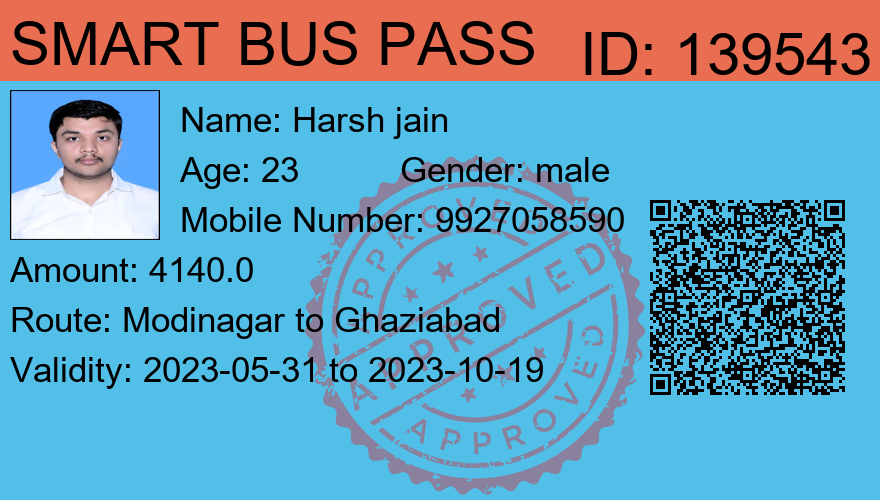 SMART BUS PASS ID: 139543
Name: Harsh jain
Age: 23 Gender: male
Mobile Number: 9927058590
Amount: 4140.0
Route: Modinagar to Ghaziabad
Validity: 2023-05-31 to 2023-10-19
APPROVED
APPROVED
APPROVED